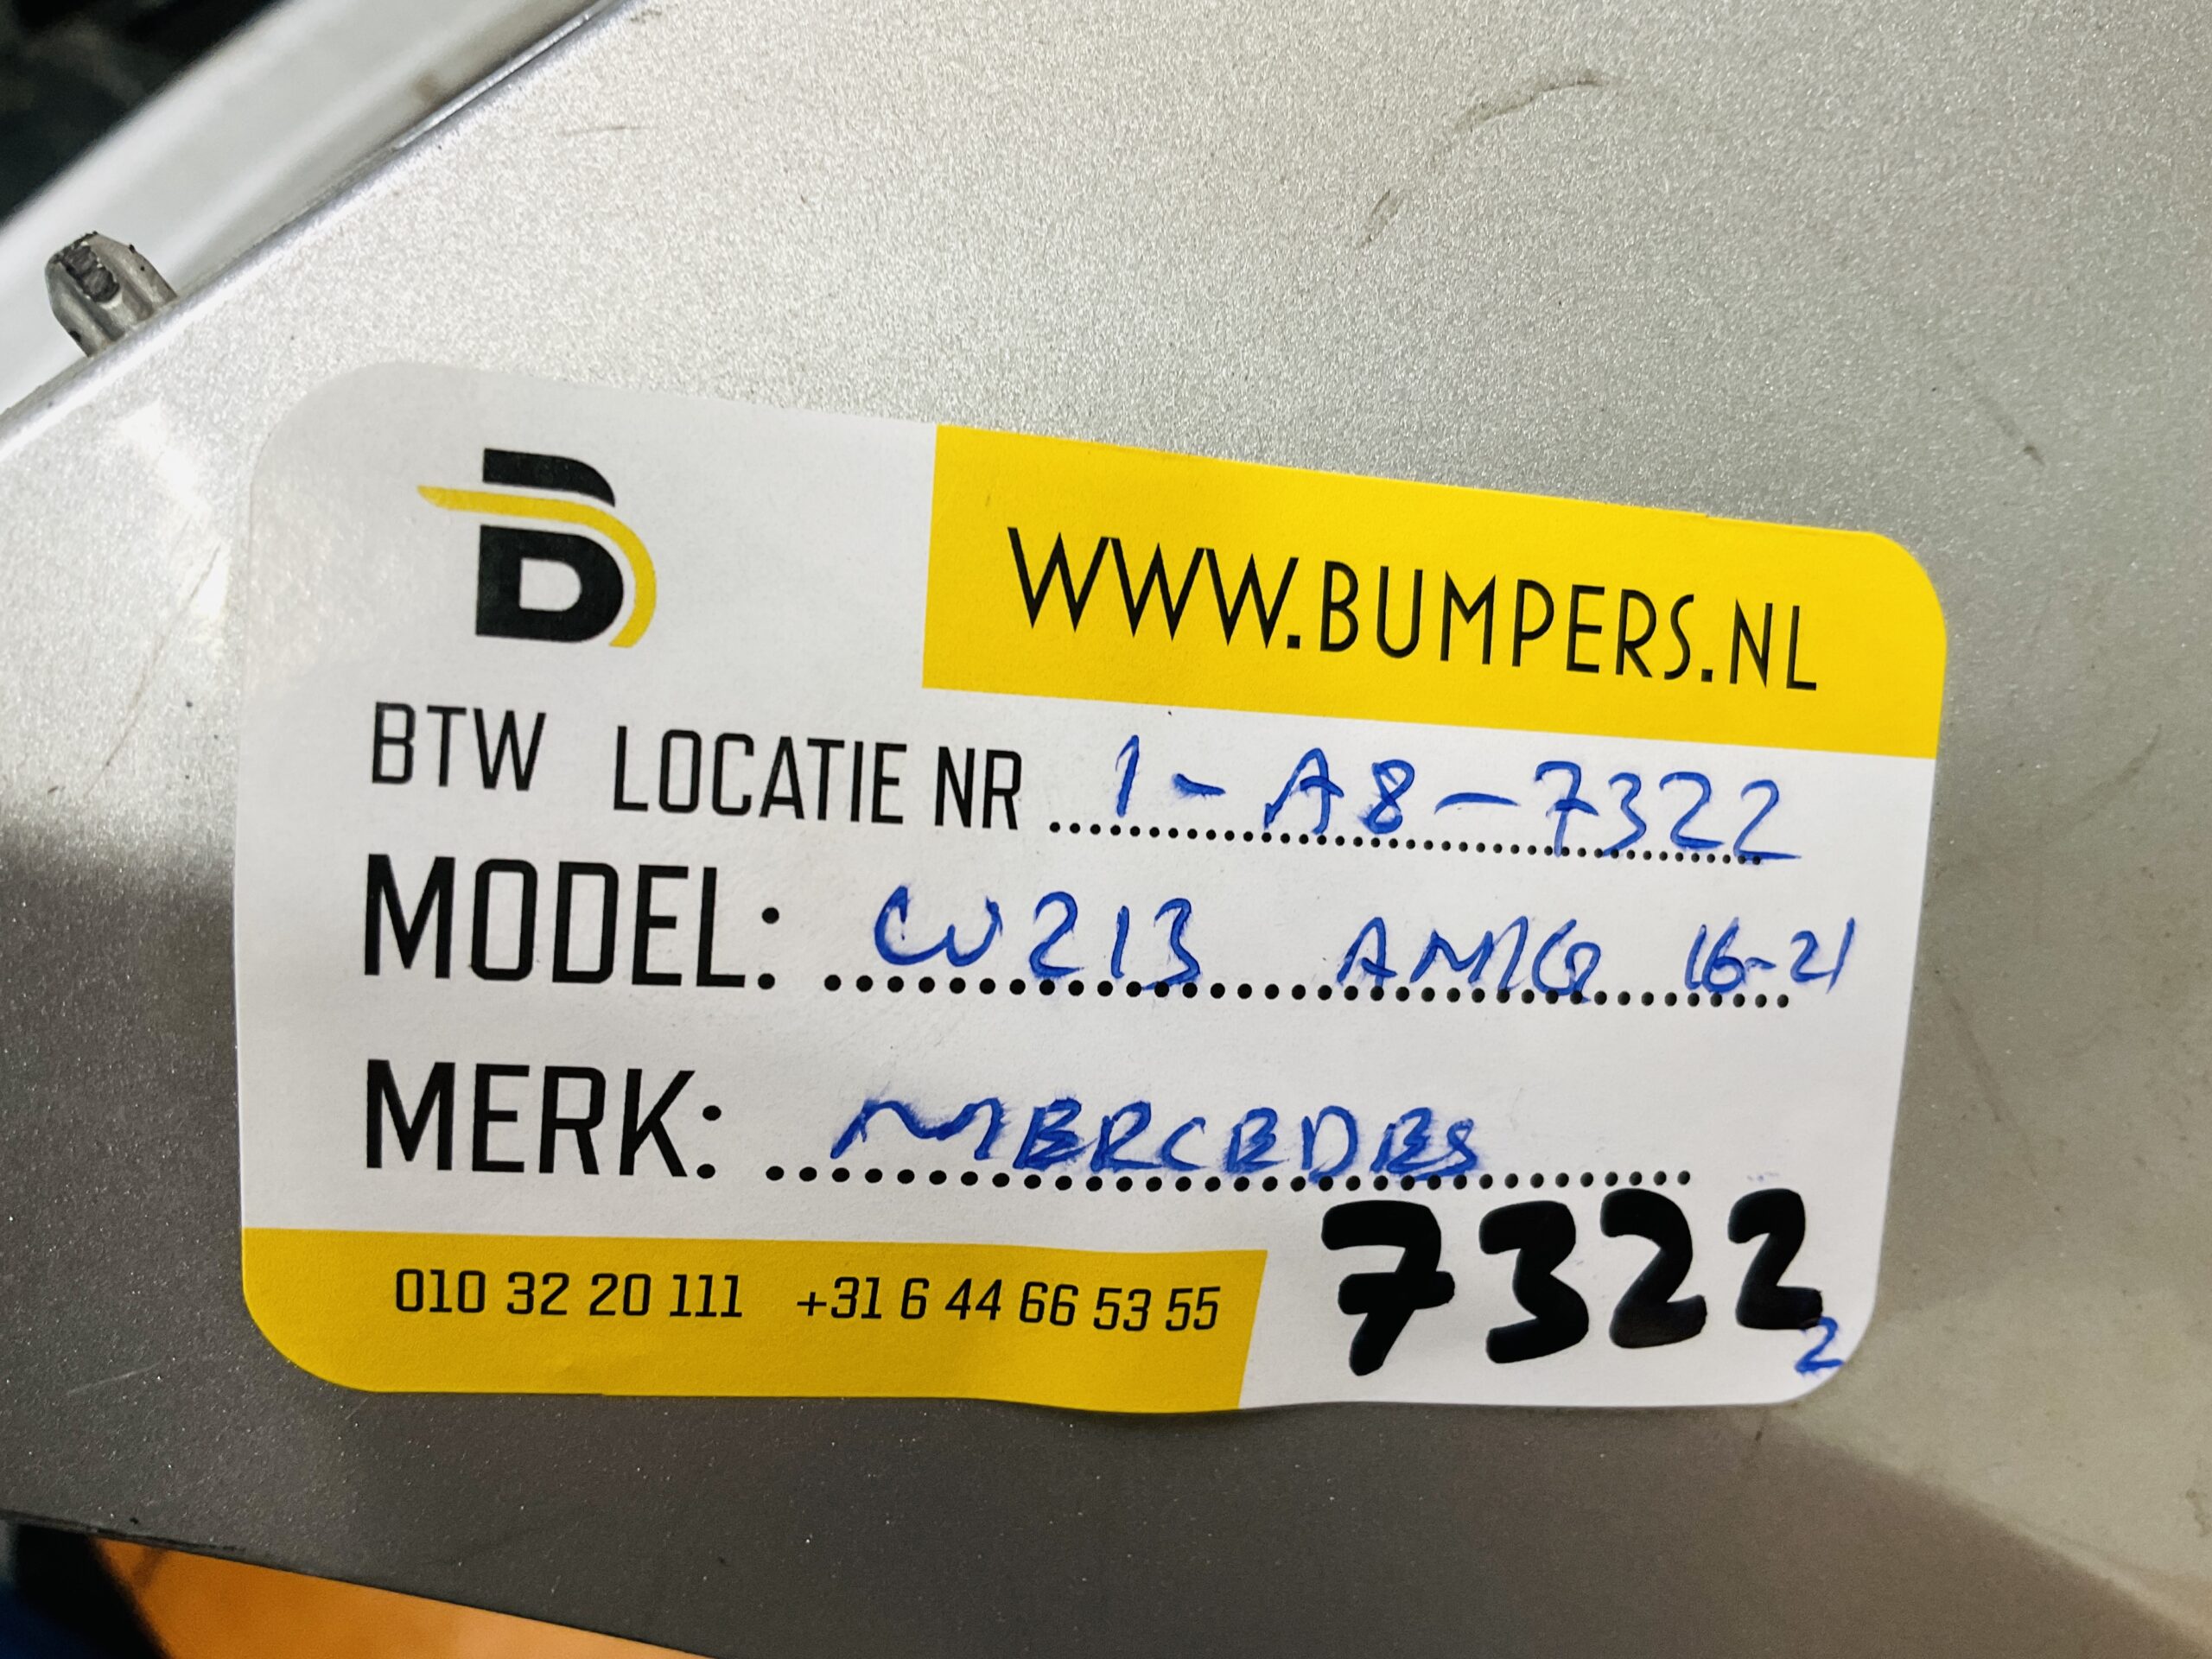 B
WWW.BUMPERS.NL
BTW LOCATIE NR 1-A8-7322
MODEL: W213 AMG 16-21
MERK: MERCEDES
7322
2
010 32 20 111 +31 6 44 66 53 55